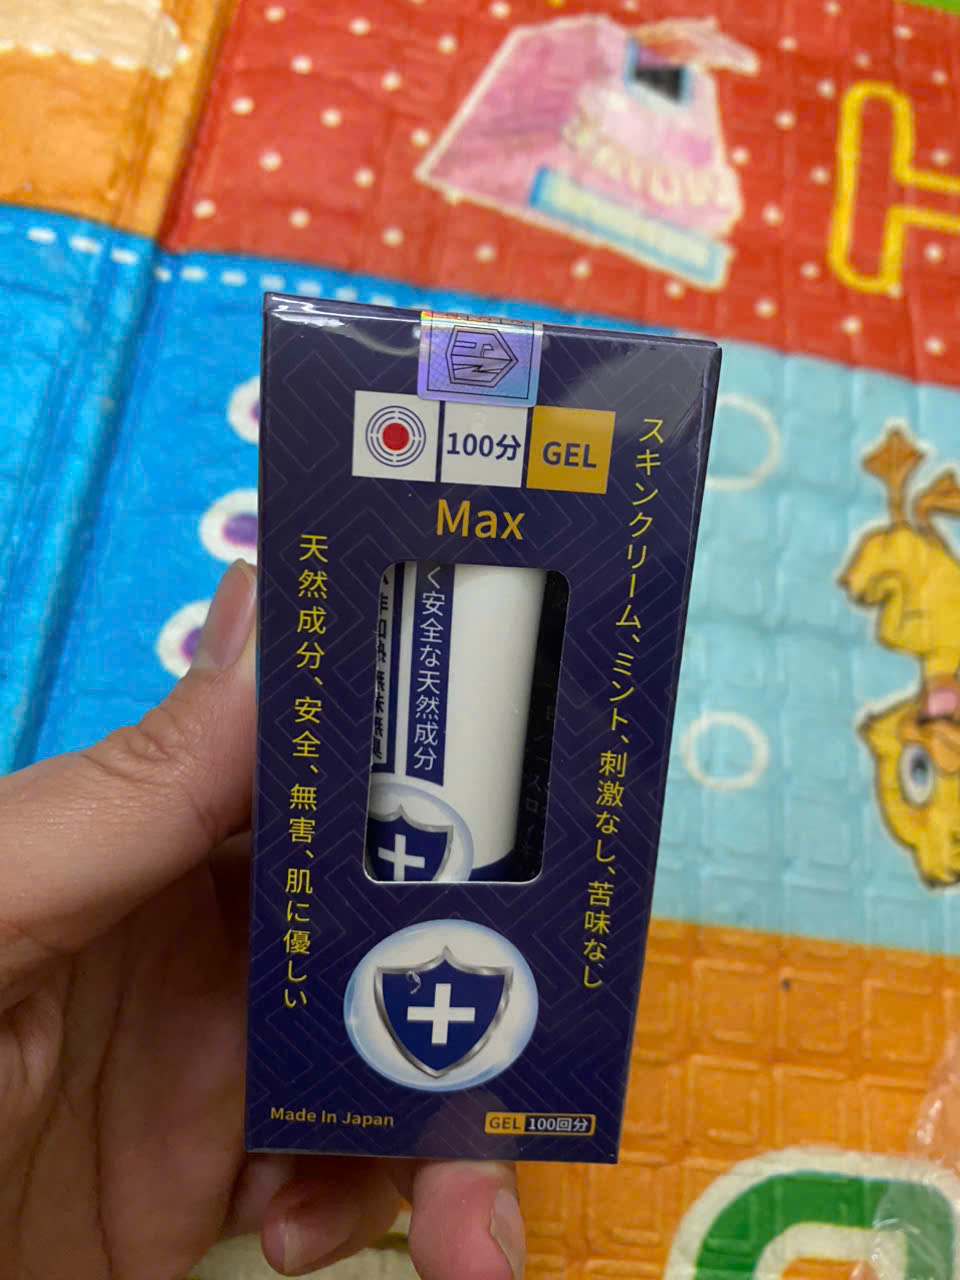 100分
GEL
Max
スキンクリーム、ミント、刺激なし、苦味なし
天然成分、安全、無害、肌に優しい
く安全な天然成分
Made In Japan
GEL 100回分